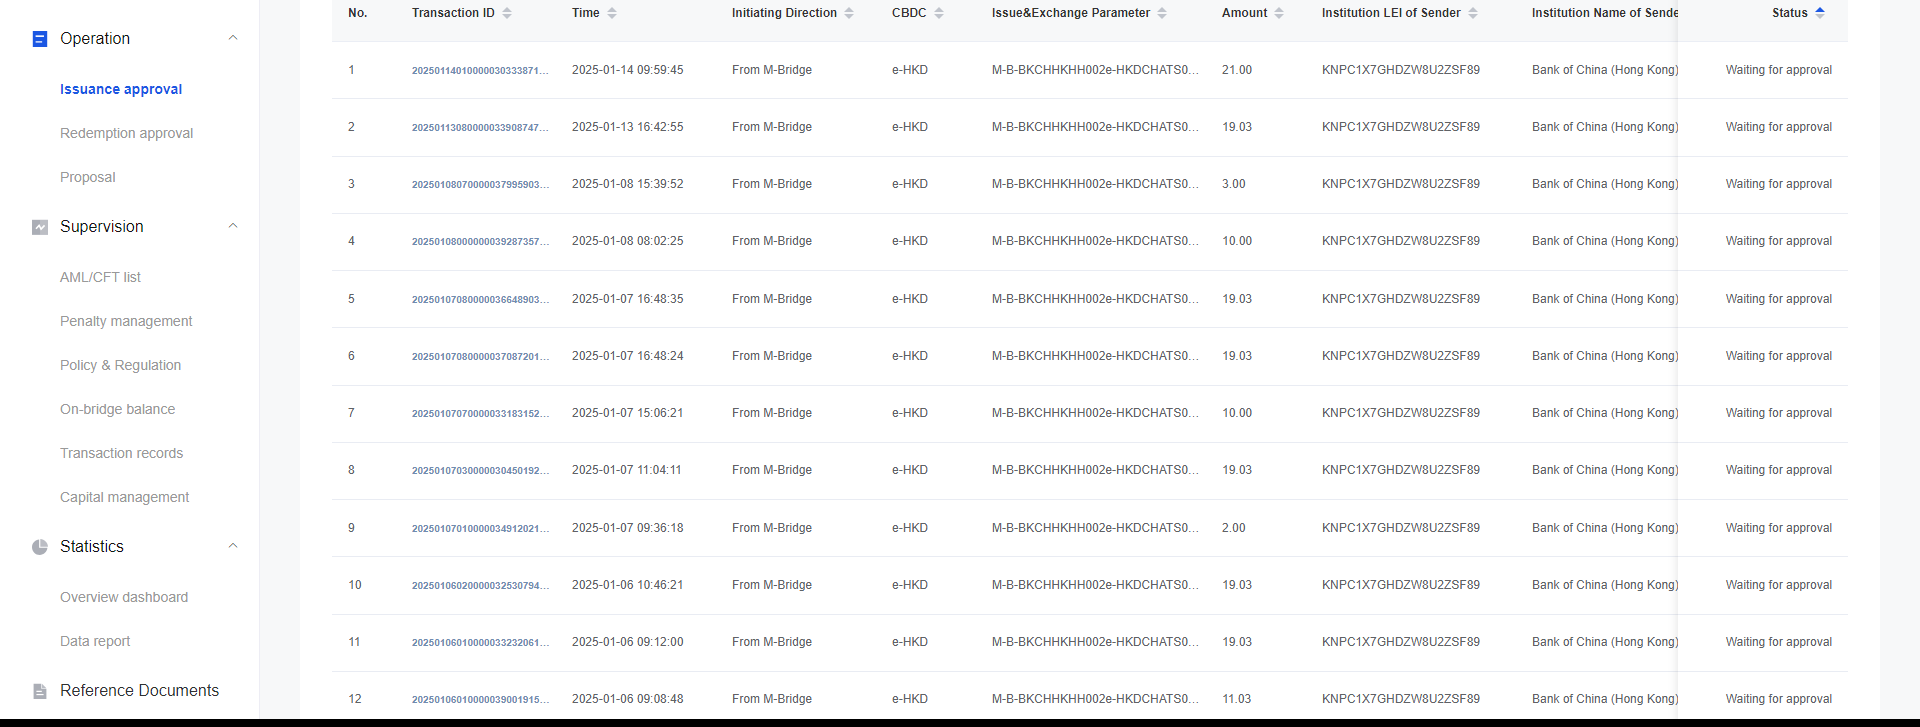 Operation
Issuance approval
Redemption approval
Proposal
Supervision
AML/CFT list
Penalty management
Policy & Regulation
On-bridge balance
Transaction records
Capital management
Statistics
Overview dashboard
Data report
Reference Documents
No. Transaction ID Time Initiating Direction CBDC Issue&Exchange Parameter Amount Institution LEI of Sender Institution Name of Sende Status
1 20250114010000030333871... 2025-01-14 09:59:45 From M-Bridge e-HKD M-B-BKCHHKHH002e-HKDCHATS0... 21.00 KNPC1X7GHDZW8U2ZSF89 Bank of China (Hong Kong) Waiting for approval
2 20250113080000033908747... 2025-01-13 16:42:55 From M-Bridge e-HKD M-B-BKCHHKHH002e-HKDCHATS0... 19.03 KNPC1X7GHDZW8U2ZSF89 Bank of China (Hong Kong) Waiting for approval
3 20250108070000037995903... 2025-01-08 15:39:52 From M-Bridge e-HKD M-B-BKCHHKHH002e-HKDCHATS0... 3.00 KNPC1X7GHDZW8U2ZSF89 Bank of China (Hong Kong) Waiting for approval
4 20250108000000039287357... 2025-01-08 08:02:25 From M-Bridge e-HKD M-B-BKCHHKHH002e-HKDCHATS0... 10.00 KNPC1X7GHDZW8U2ZSF89 Bank of China (Hong Kong) Waiting for approval
5 20250107080000036648903... 2025-01-07 16:48:35 From M-Bridge e-HKD M-B-BKCHHKHH002e-HKDCHATS0... 19.03 KNPC1X7GHDZW8U2ZSF89 Bank of China (Hong Kong) Waiting for approval
6 20250107080000037087201... 2025-01-07 16:48:24 From M-Bridge e-HKD M-B-BKCHHKHH002e-HKDCHATS0... 19.03 KNPC1X7GHDZW8U2ZSF89 Bank of China (Hong Kong) Waiting for approval
7 20250107070000033183152... 2025-01-07 15:06:21 From M-Bridge e-HKD M-B-BKCHHKHH002e-HKDCHATS0... 10.00 KNPC1X7GHDZW8U2ZSF89 Bank of China (Hong Kong) Waiting for approval
8 20250107030000030450192... 2025-01-07 11:04:11 From M-Bridge e-HKD M-B-BKCHHKHH002e-HKDCHATS0... 19.03 KNPC1X7GHDZW8U2ZSF89 Bank of China (Hong Kong) Waiting for approval
9 20250107010000034912021... 2025-01-07 09:36:18 From M-Bridge e-HKD M-B-BKCHHKHH002e-HKDCHATS0... 2.00 KNPC1X7GHDZW8U2ZSF89 Bank of China (Hong Kong) Waiting for approval
10 20250106020000032530794... 2025-01-06 10:46:21 From M-Bridge e-HKD M-B-BKCHHKHH002e-HKDCHATS0... 19.03 KNPC1X7GHDZW8U2ZSF89 Bank of China (Hong Kong) Waiting for approval
11 20250106010000033232061... 2025-01-06 09:12:00 From M-Bridge e-HKD M-B-BKCHHKHH002e-HKDCHATS0... 19.03 KNPC1X7GHDZW8U2ZSF89 Bank of China (Hong Kong) Waiting for approval
12 20250106010000039001915... 2025-01-06 09:08:48 From M-Bridge e-HKD M-B-BKCHHKHH002e-HKDCHATS0... 11.03 KNPC1X7GHDZW8U2ZSF89 Bank of China (Hong Kong) Waiting for approval